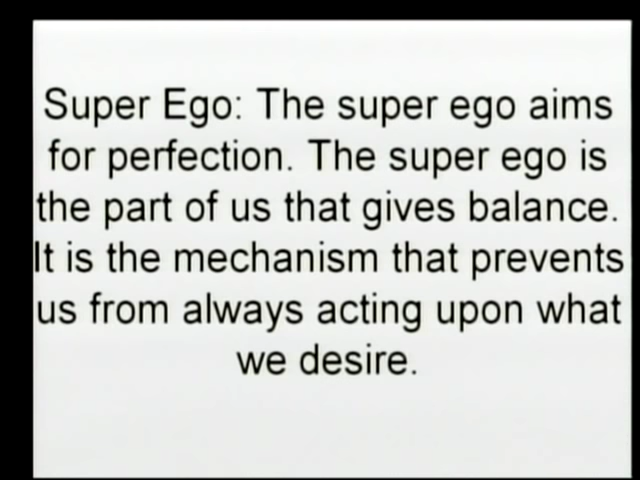 Super Ego: The super ego aims
for perfection. The super ego is
the part of us that gives balance.
It is the mechanism that prevents
us from always acting upon what
we desire.